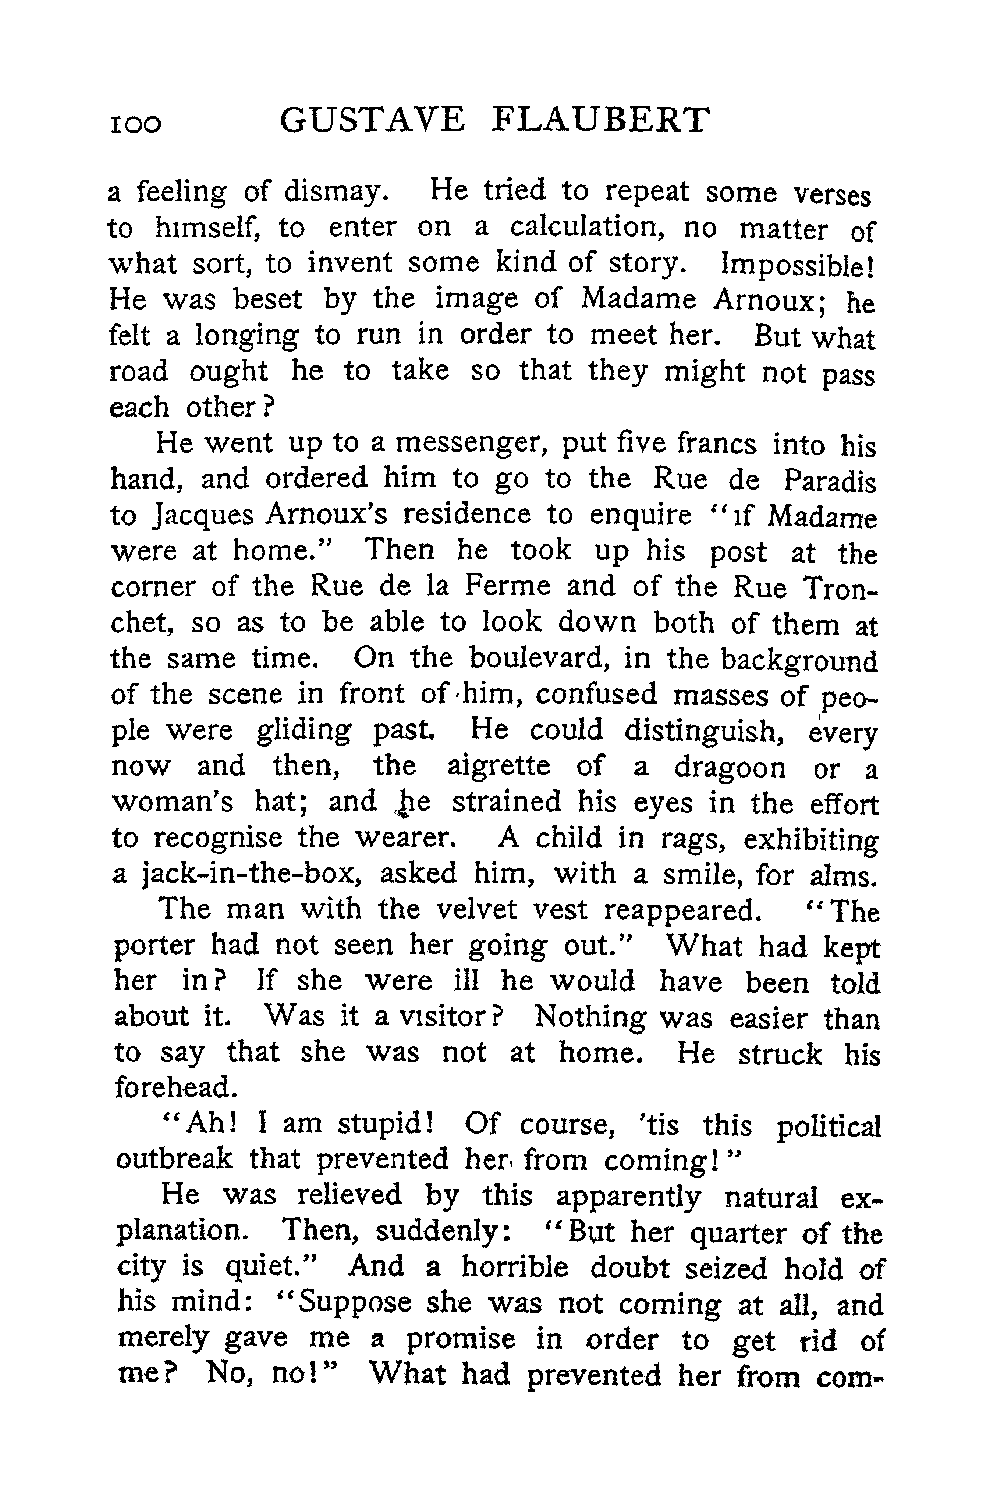 100 GUSTAVE FLAUBERT
a feeling of dismay. He tried to repeat some verses
to himself, to enter on a calculation, no matter of
what sort, to invent some kind of story. Impossible!
He was beset by the image of Madame Arnoux; he
felt a longing to run in order to meet her. But what
road ought he to take so that they might not pass
each other?
He went up to a messenger, put five francs into his
hand, and ordered him to go to the Rue de Paradis
to Jacques Arnoux's residence to enquire "if Madame
were at home." Then he took up his post at the
corner of the Rue de la Ferme and of the Rue Tron-
chet, so as to be able to look down both of them at
the same time. On the boulevard, in the background
of the scene in front of him, confused masses of peo-
ple were gliding past. He could distinguish, every
now and then, the aigrette of a dragoon or a
woman's hat; and he strained his eyes in the effort
to recognise the wearer. A child in rags, exhibiting
a jack-in-the-box, asked him, with a smile, for alms.
The man with the velvet vest reappeared. "The
porter had not seen her going out." What had kept
her in? If she were ill he would have been told
about it. Was it a visitor? Nothing was easier than
to say that she was not at home. He struck his
forehead.
"Ah! I am stupid! Of course, 'tis this political
outbreak that prevented her from coming!"
He was relieved by this apparently natural ex-
planation. Then, suddenly: "But her quarter of the
city is quiet." And a horrible doubt seized hold of
his mind: "Suppose she was not coming at all, and
merely gave me a promise in order to get rid of
me? No, no!" What had prevented her from com-